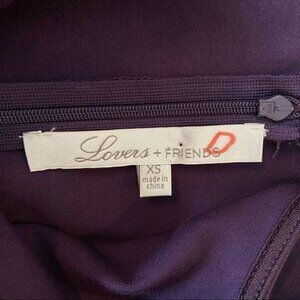 Lovers + FRIENDS
XS
made in
china